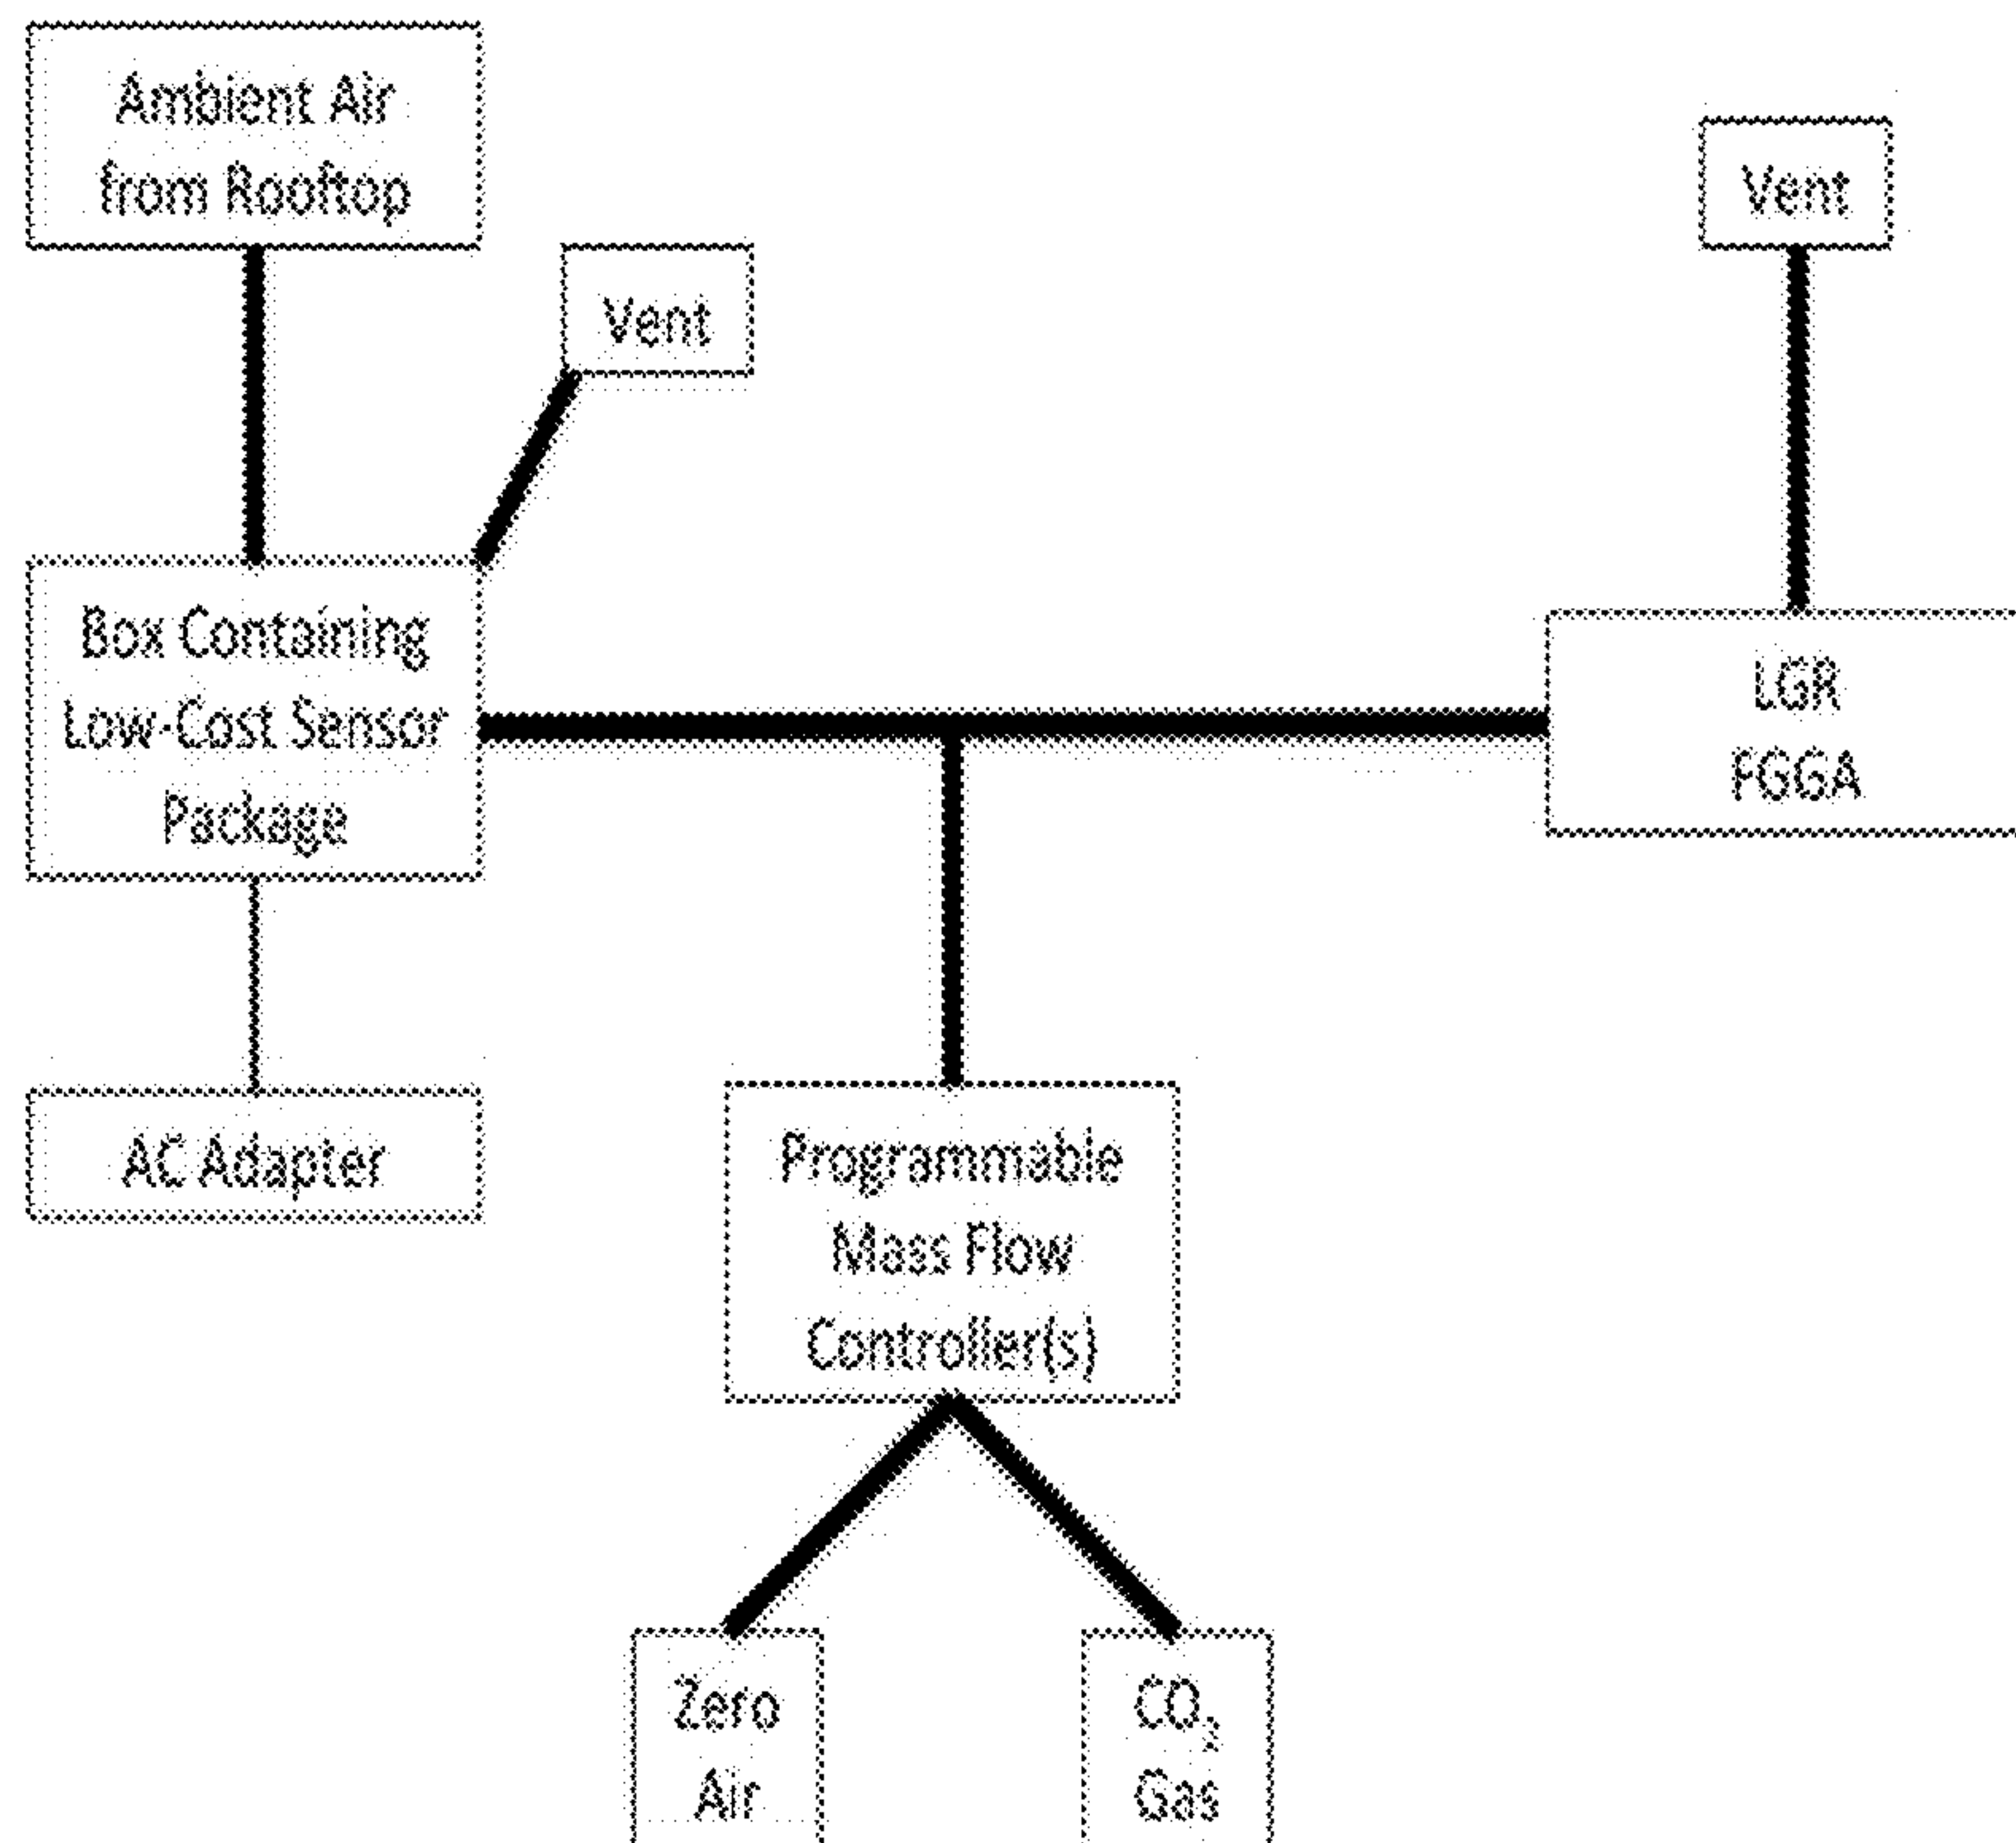 Ambient Air
from Rooftop
Vent
Vent
Box Containing
Low-Cost Sensor
Package
LGR
FGGA
AC Adapter
Programmable
Mass Flow
Controller(s)
Zero
Air
CO₂
Gas